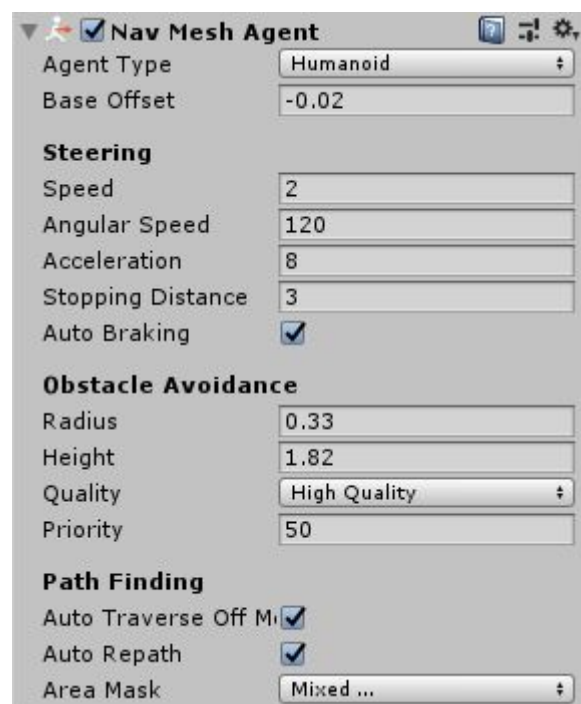 Nav Mesh Agent
Agent Type Humanoid
Base Offset -0.02
Steering
Speed 2
Angular Speed 120
Acceleration 8
Stopping Distance 3
Auto Braking
Obstacle Avoidance
Radius 0.33
Height 1.82
Quality High Quality
Priority 50
Path Finding
Auto Traverse Off M
Auto Repath
Area Mask Mixed ...